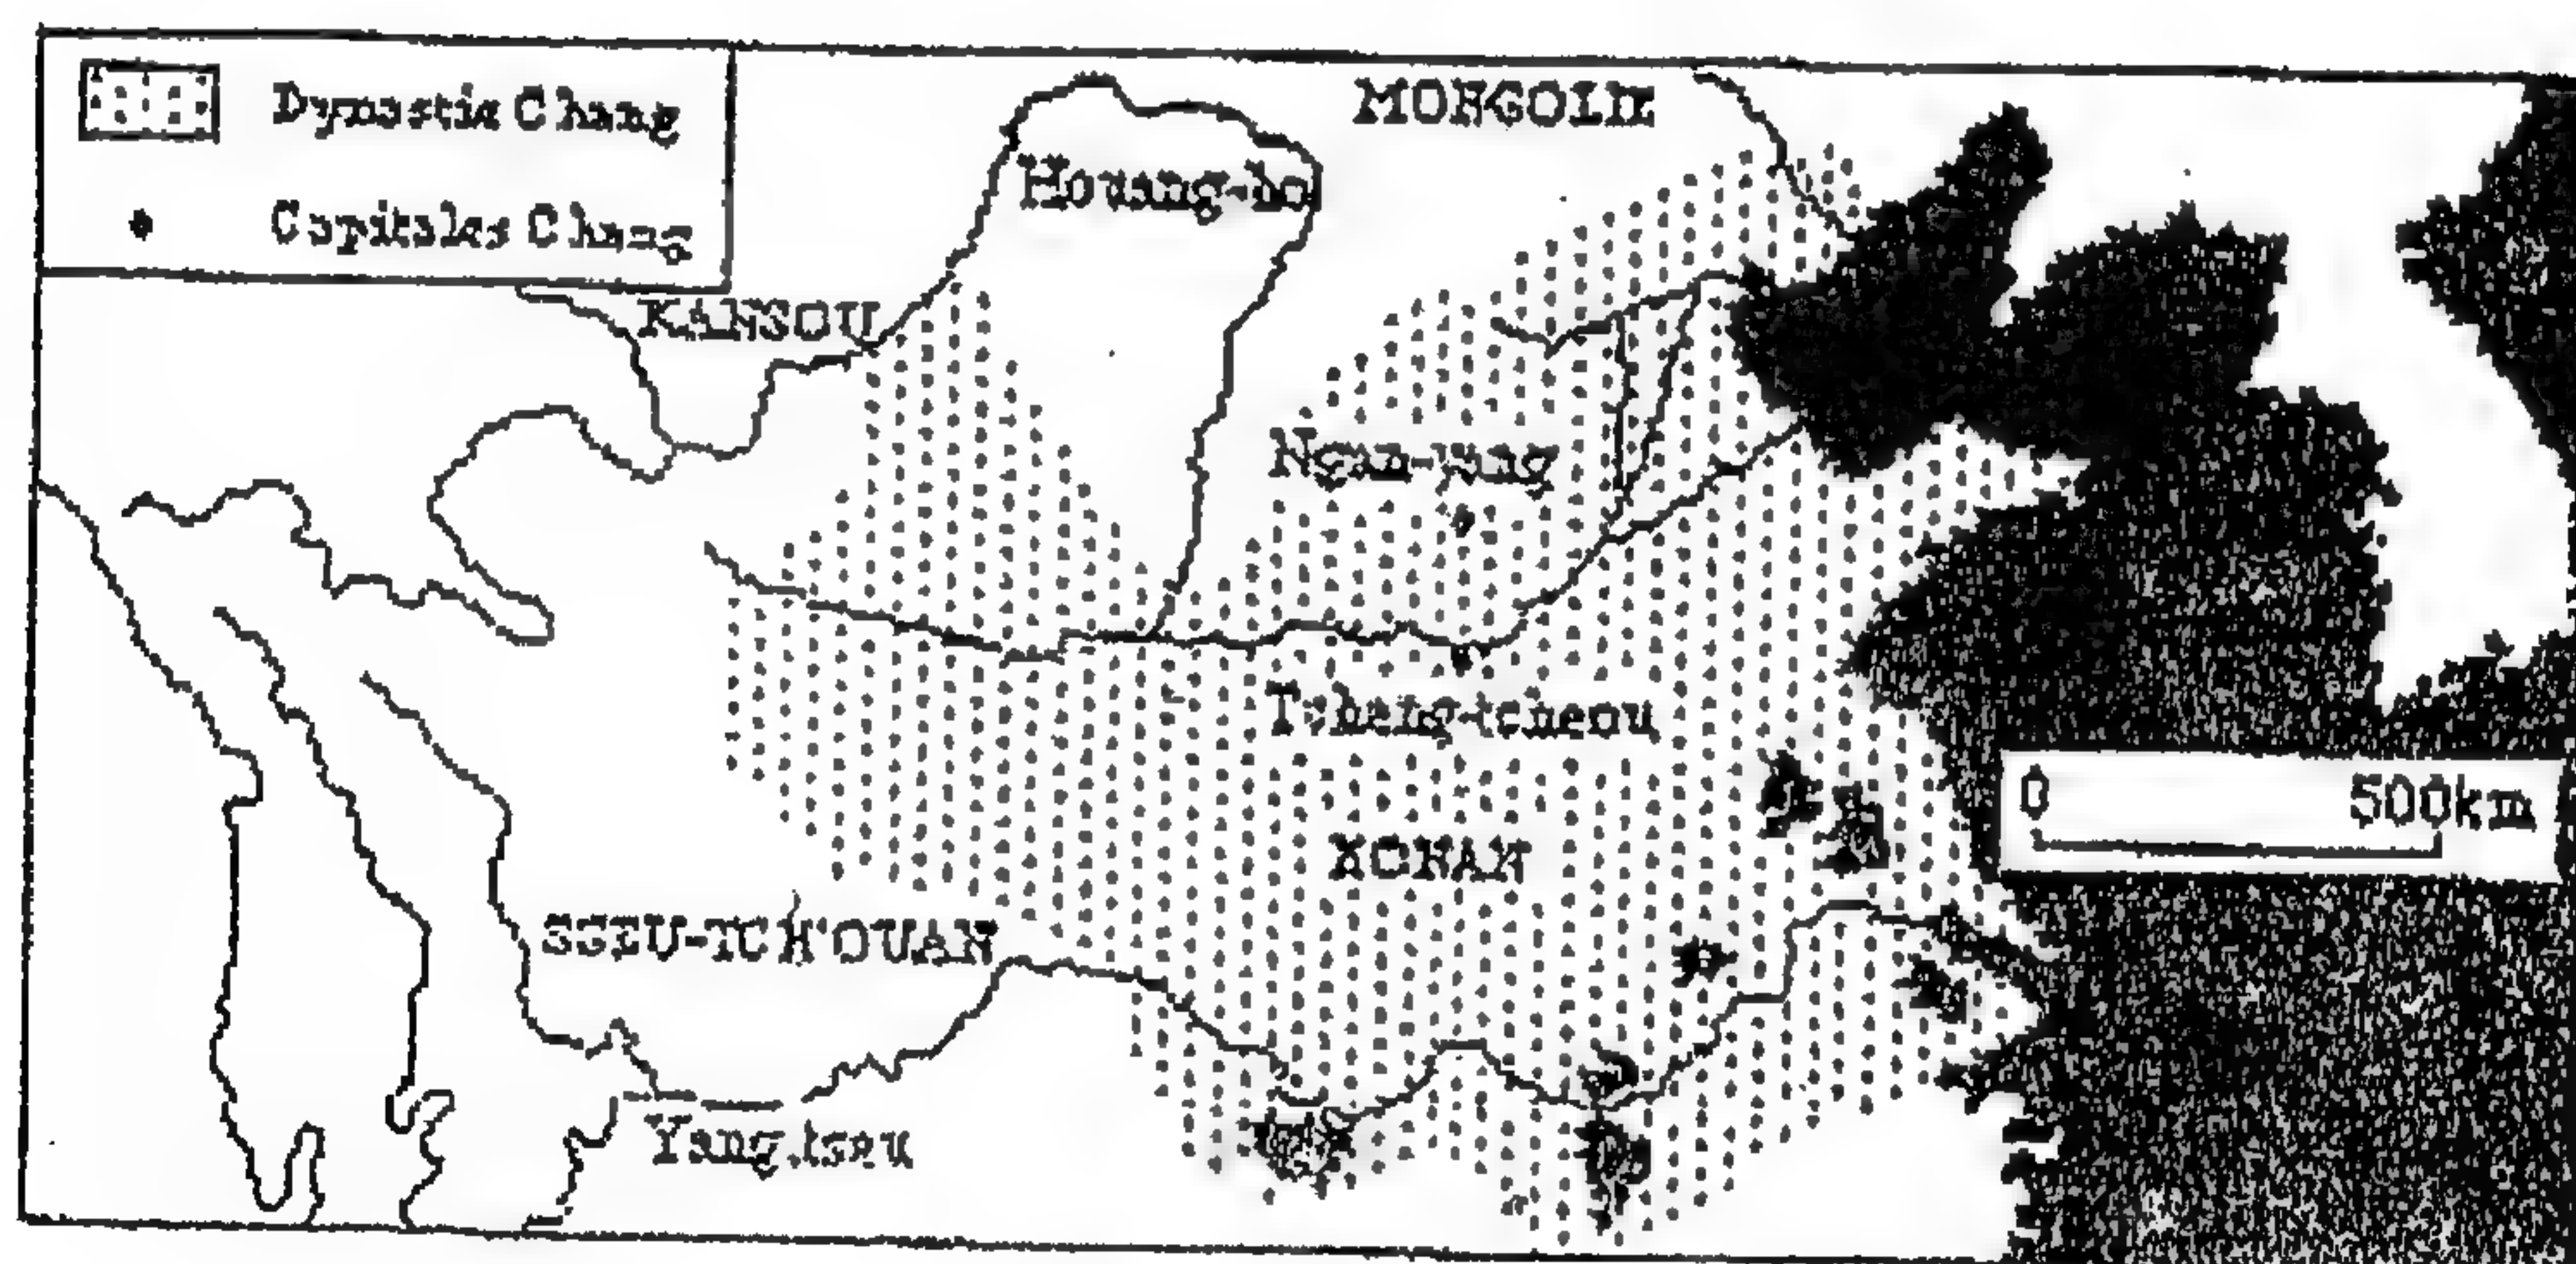 Dynastie Chang
Capitales Chang
MONGOLIE
Houang-ho
KANSOU
Ngan-yang
Tcheng-tcheou
0 500km
HONAN
SSEU-TCH'OUAN
Yang.tseu